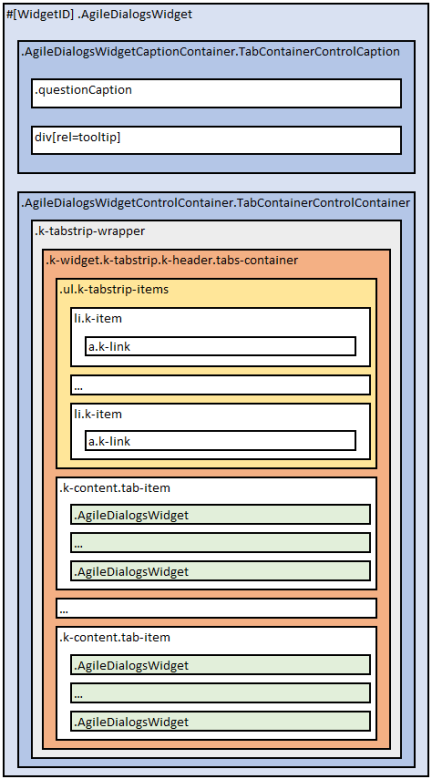 #[WidgetID] .AgileDialogsWidget
.AgileDialogsWidgetCaptionContainer.TabContainerControlCaption
.questionCaption
div[rel=tooltip]
.AgileDialogsWidgetControlContainer.TabContainerControlContainer
.k-tabstrip-wrapper
.k-widget.k-tabstrip.k-header.tabs-container
.ul.k-tabstrip-items
li.k-item
a.k-link
...
li.k-item
a.k-link
.k-content.tab-item
.AgileDialogsWidget
...
.AgileDialogsWidget
...
.k-content.tab-item
.AgileDialogsWidget
...
.AgileDialogsWidget